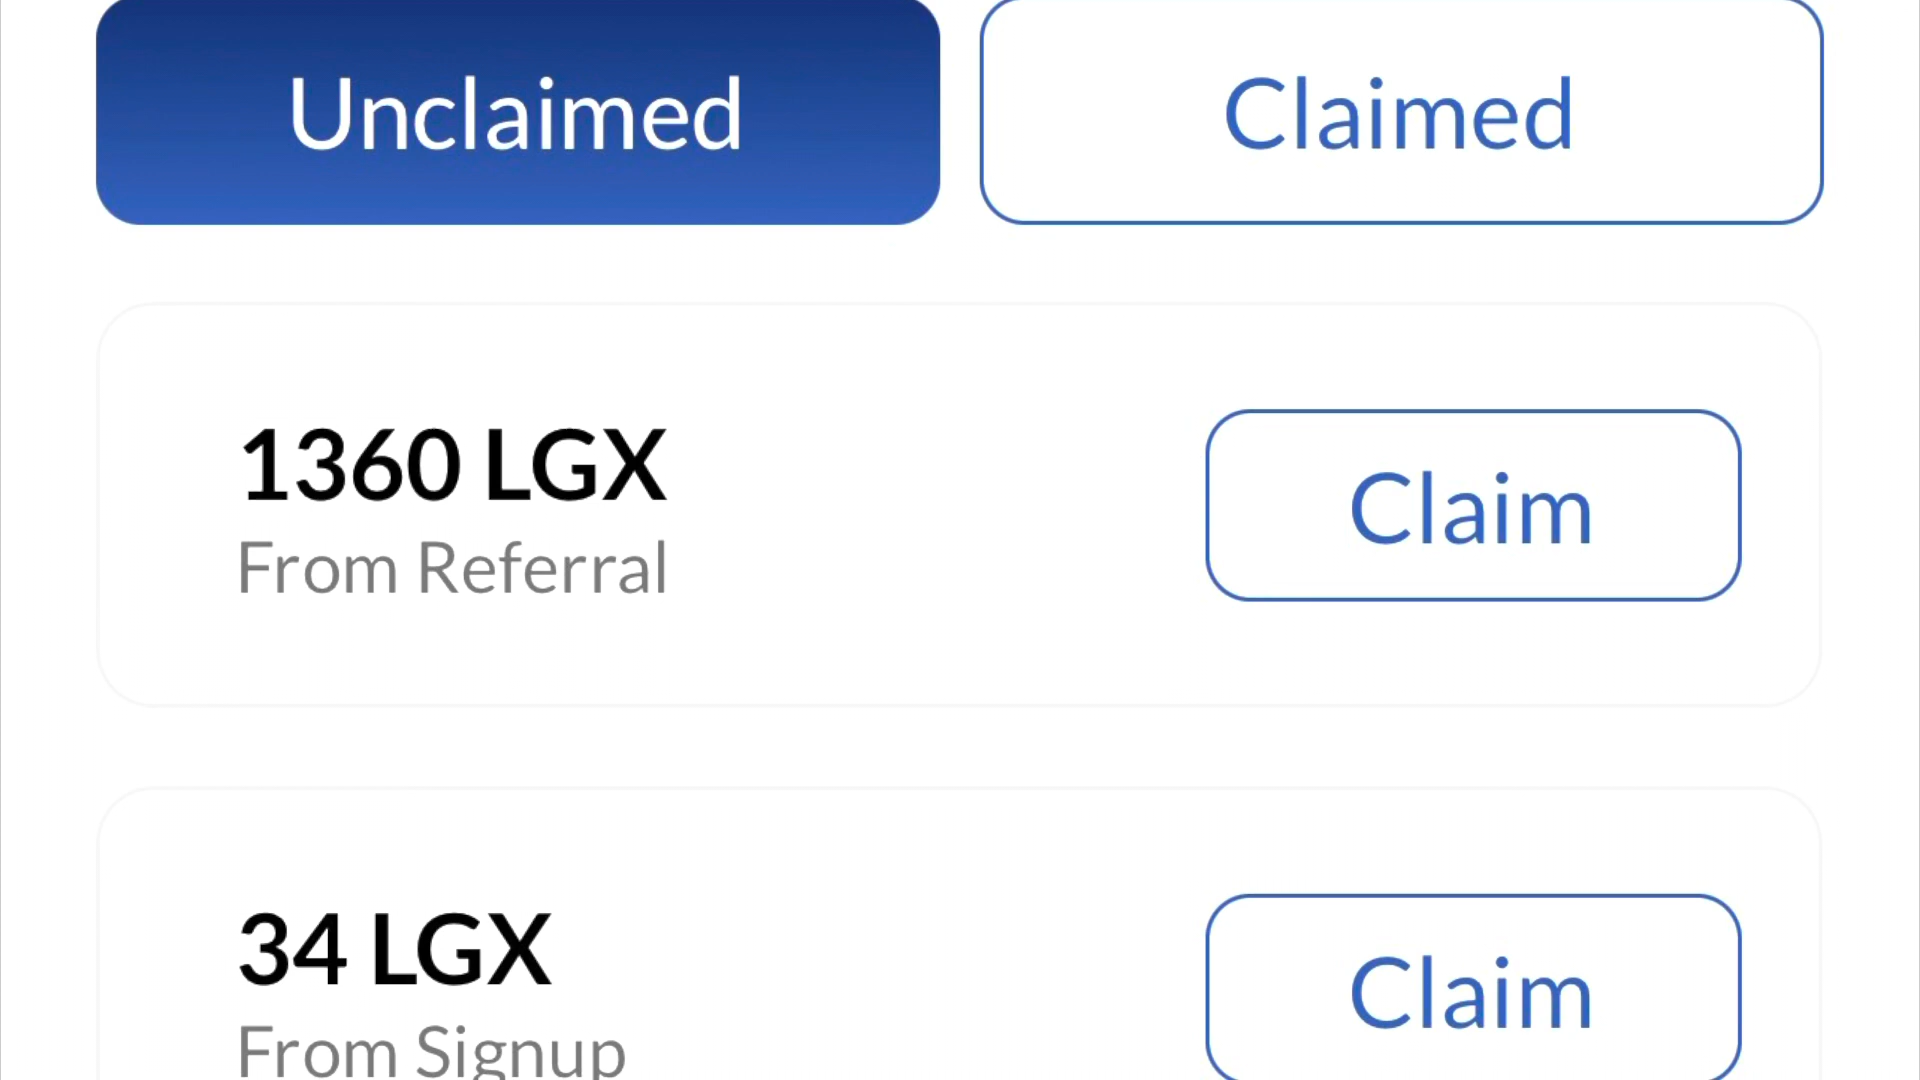 Unclaimed
Claimed
1360 LGX
From Referral
Claim
34 LGX
From Signup
Claim